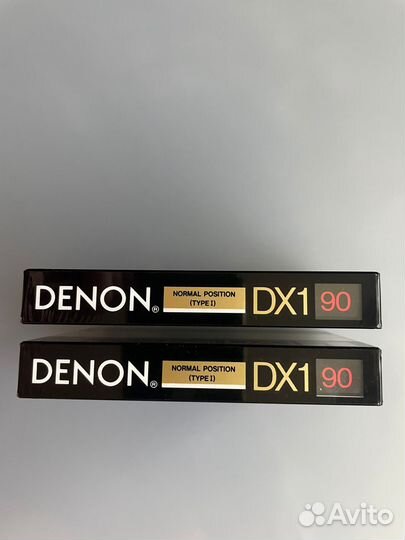 DENON® NORMAL POSITION (TYPE I) DX1 90
DENON® NORMAL POSITION (TYPE I) DX1 90
Avito